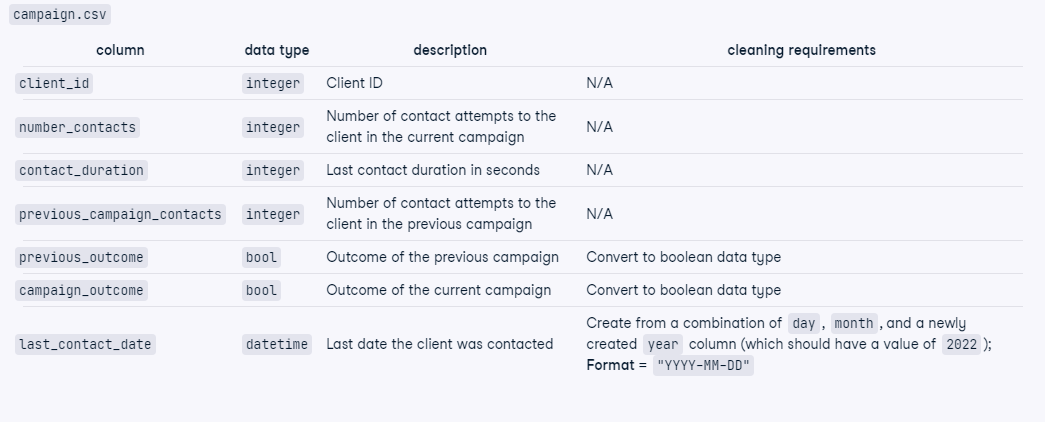 campaign.csv
column data type description cleaning requirements
client_id integer Client ID N/A
number_contacts integer Number of contact attempts to the client in the current campaign N/A
contact_duration integer Last contact duration in seconds N/A
previous_campaign_contacts integer Number of contact attempts to the client in the previous campaign N/A
previous_outcome bool Outcome of the previous campaign Convert to boolean data type
campaign_outcome bool Outcome of the current campaign Convert to boolean data type
last_contact_date datetime Last date the client was contacted Create from a combination of day, month, and a newly
created year column (which should have a value of 2022);
Format = "YYYY-MM-DD"